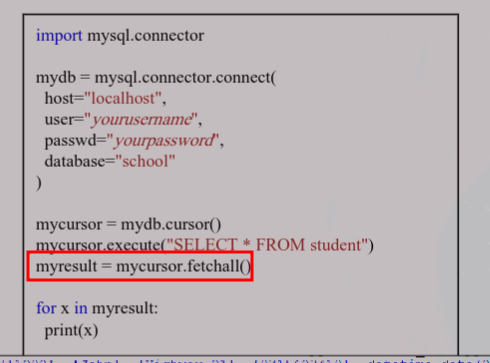 import mysql.connector
mydb = mysql.connector.connect(
host="localhost",
user="yourusername",
passwd="yourpassword",
database="school"
)
mycursor = mydb.cursor()
mycursor.execute("SELECT * FROM student")
myresult = mycursor.fetchall()
for x in myresult:
print(x)